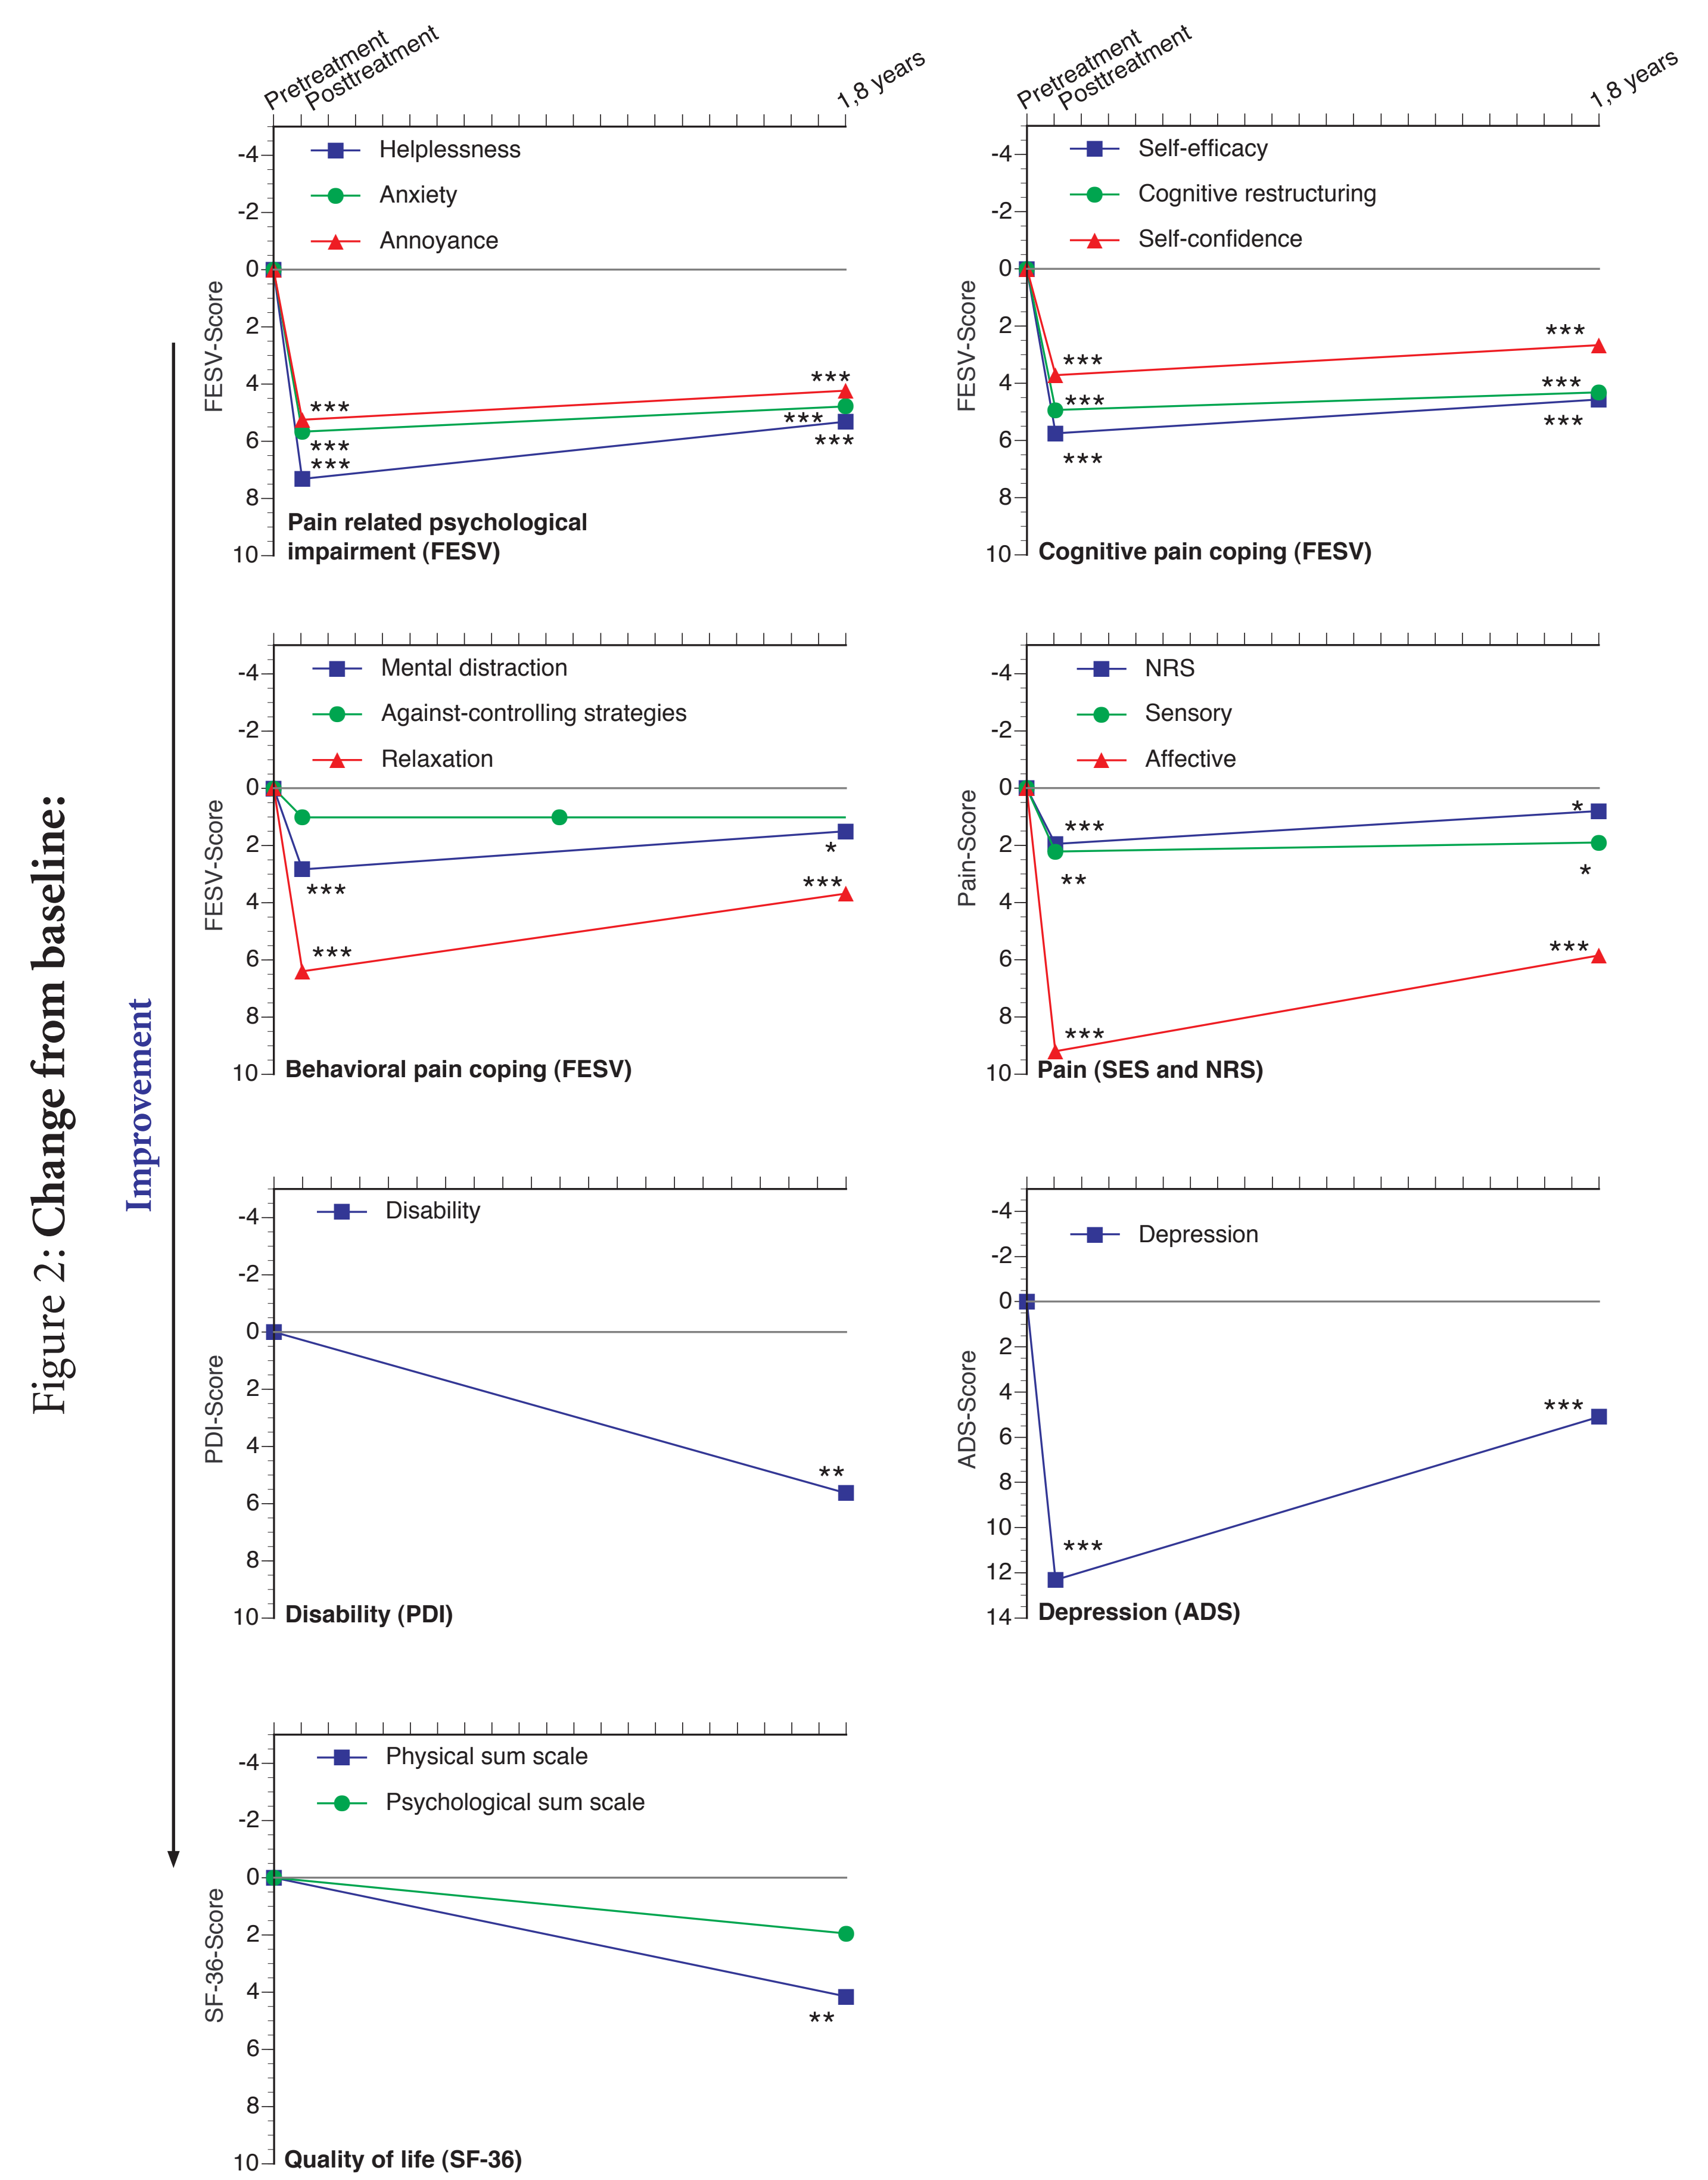 Figure 2: Change from baseline:
Improvement
Pretreatment
Posttreatment
1,8 years
-4
-2
0
2
4
6
8
10
FESV-Score
Helplessness
Anxiety
Annoyance
***
***
***
***
***
***
Pain related psychological
impairment (FESV)
Pretreatment
Posttreatment
1,8 years
-4
-2
0
2
4
6
8
10
FESV-Score
Self-efficacy
Cognitive restructuring
Self-confidence
***
***
***
***
***
***
Cognitive pain coping (FESV)
-4
-2
0
2
4
6
8
10
FESV-Score
Mental distraction
Against-controlling strategies
Relaxation
*
***
***
***
Behavioral pain coping (FESV)
-4
-2
0
2
4
6
8
10
Pain-Score
NRS
Sensory
Affective
*
***
*
**
***
***
Pain (SES and NRS)
-4
-2
0
2
4
6
8
10
PDI-Score
Disability
**
Disability (PDI)
-4
-2
0
2
4
6
8
10
12
14
ADS-Score
Depression
***
***
Depression (ADS)
-4
-2
0
2
4
6
8
10
SF-36-Score
Physical sum scale
Psychological sum scale
**
Quality of life (SF-36)